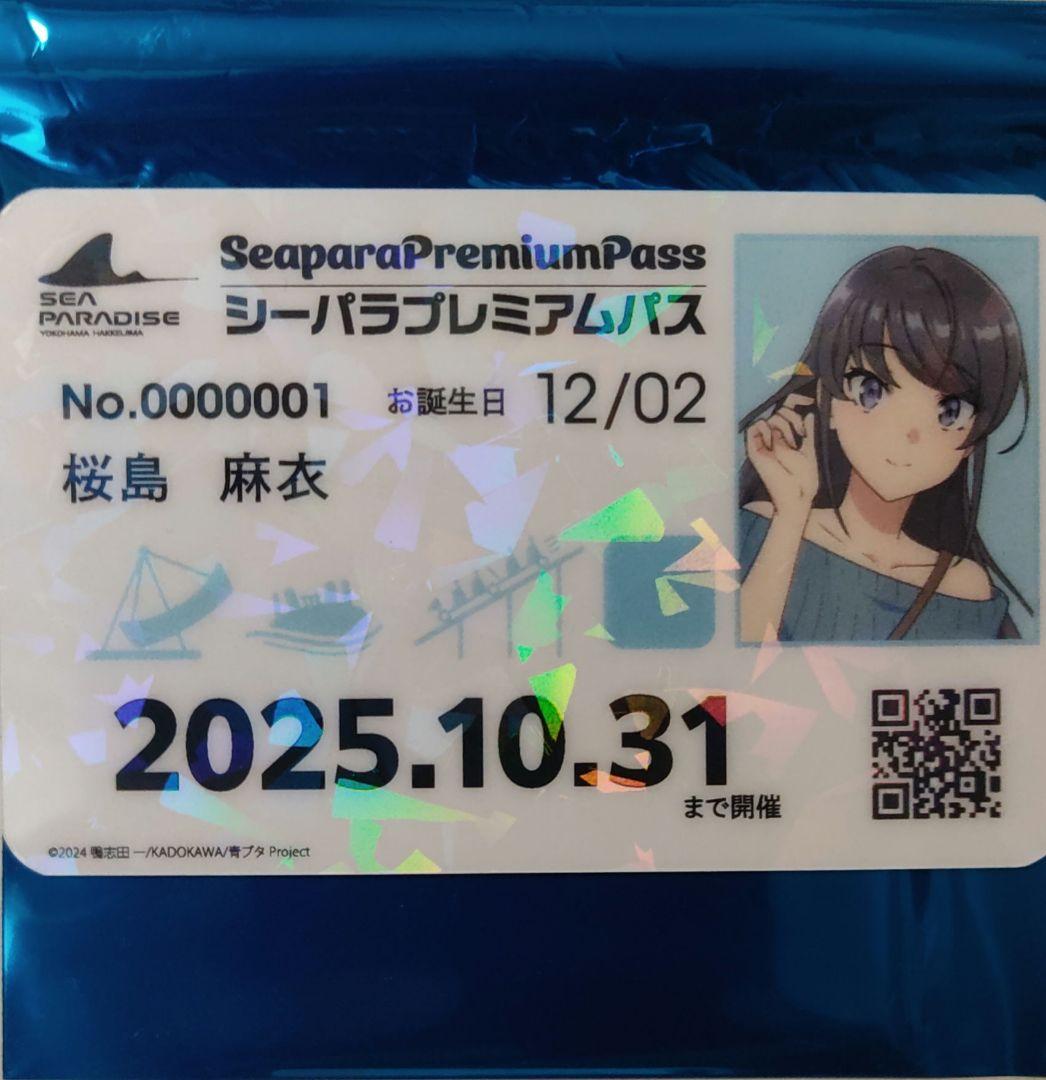 SeaparaPremiumPass
シーパラプレミアムパス
SEA
PARADISE
YOKOHAMA HAKKEIJIMA
No.0000001 お誕生日 12/02
桜島 麻衣
2025.10.31
まで開催
©2024 鴨志田 一/KADOKAWA/青ブタ Project